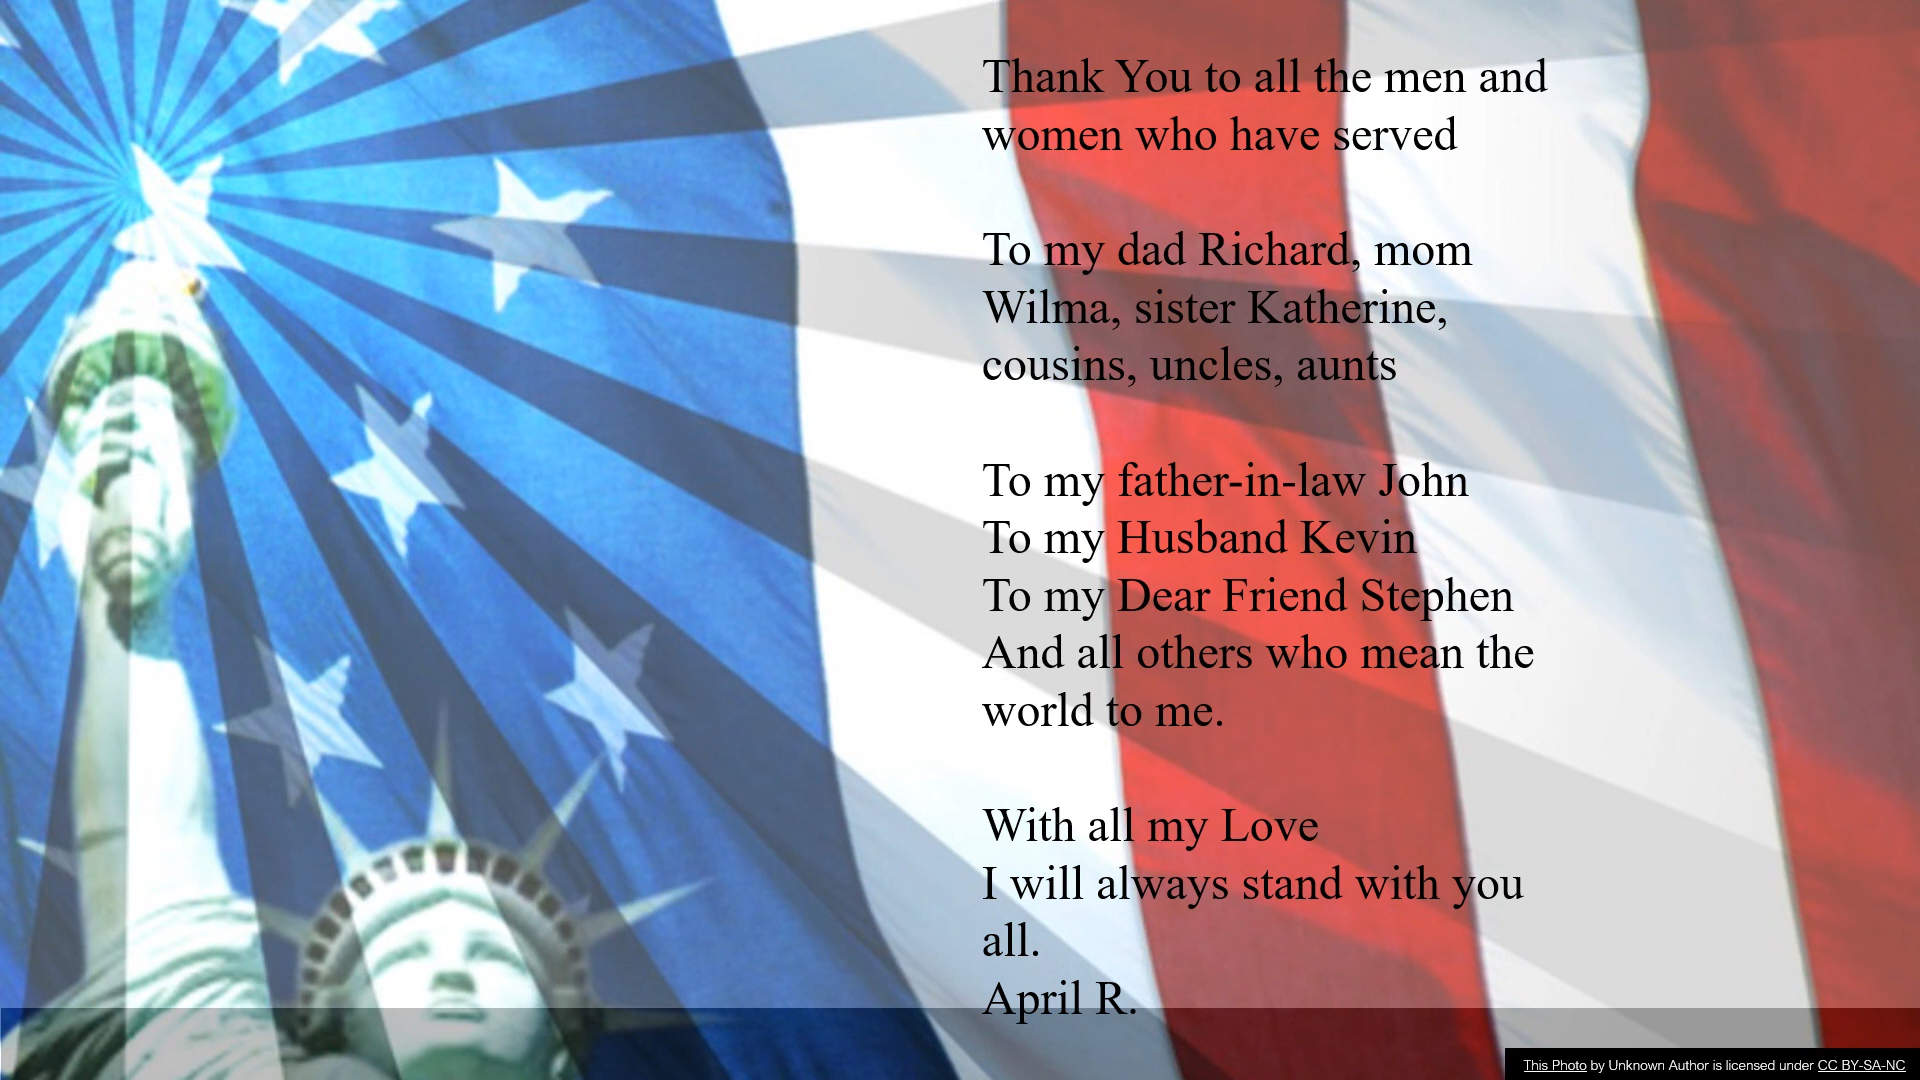 Thank You to all the men and
women who have served
To my dad Richard, mom
Wilma, sister Katherine,
cousins, uncles, aunts
To my father-in-law John
To my Husband Kevin
To my Dear Friend Stephen
And all others who mean the
world to me.
With all my Love
I will always stand with you
all.
April R.
This Photo by Unknown Author is licensed under CC BY-SA-NC